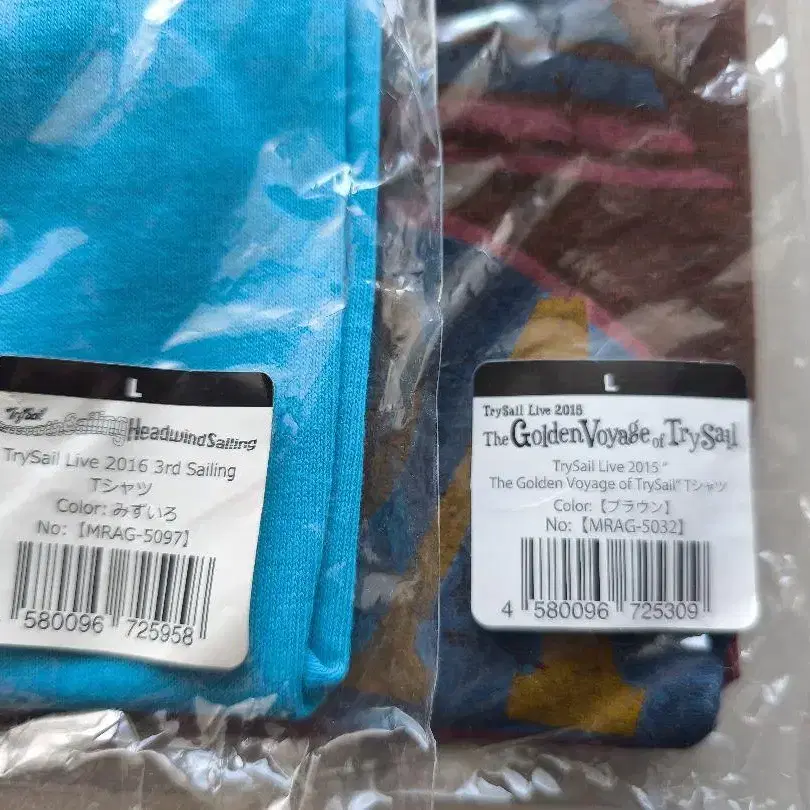 L
TrySail
HeadwindSailing
TrySail Live 2016 3rd Sailing
Tシャツ
Color: みずいろ
No:【MRAG-5097】
580096 725958
L
TrySail Live 2015
The Golden Voyage of TrySail
TrySail Live 2015"
The Golden Voyage of TrySail" Tシャツ
Color:【ブラウン】
No:【MRAG-5032】
4 580096 725309